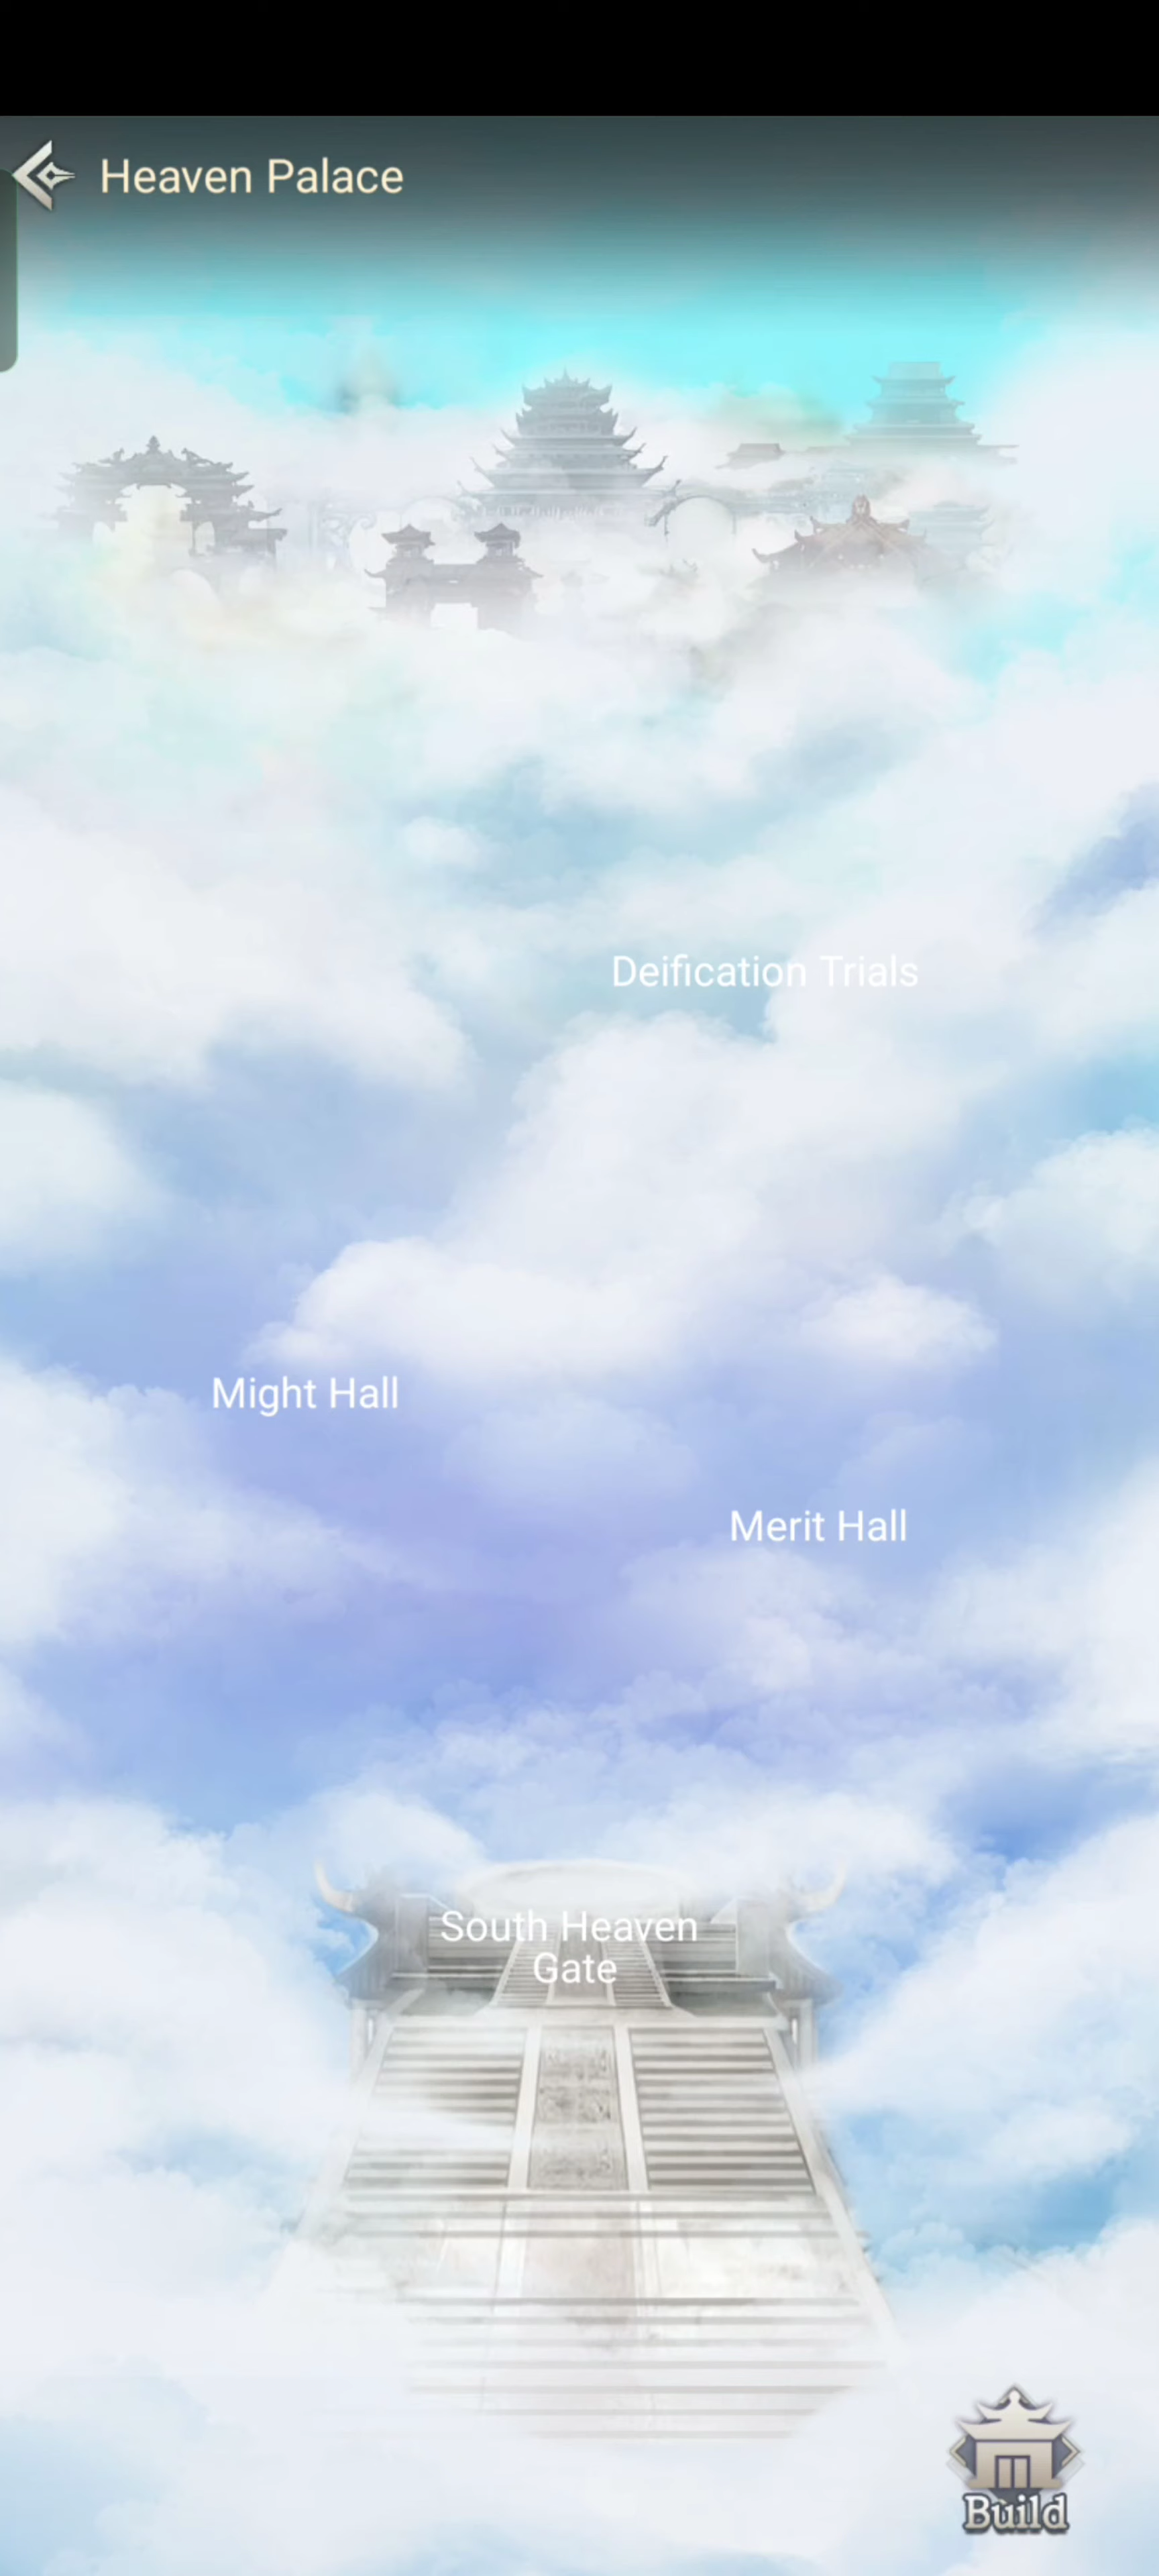 Heaven Palace
Deification Trials
Might Hall
Merit Hall
South Heaven
Gate
Build